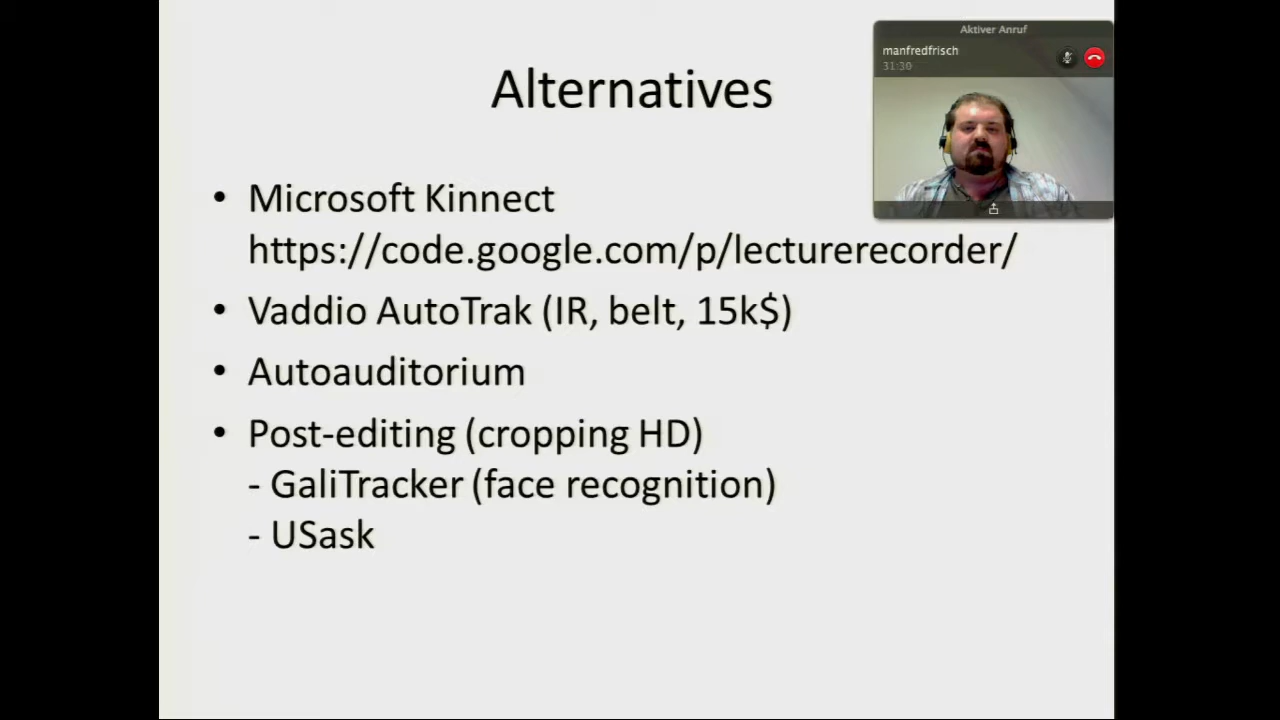 Alternatives
Aktiver Anruf
manfredfrisch
31:30
• Microsoft Kinnect
https://code.google.com/p/lecturerecorder/
• Vaddio AutoTrak (IR, belt, 15k$)
• Autoauditorium
• Post-editing (cropping HD)
- GaliTracker (face recognition)
- USask